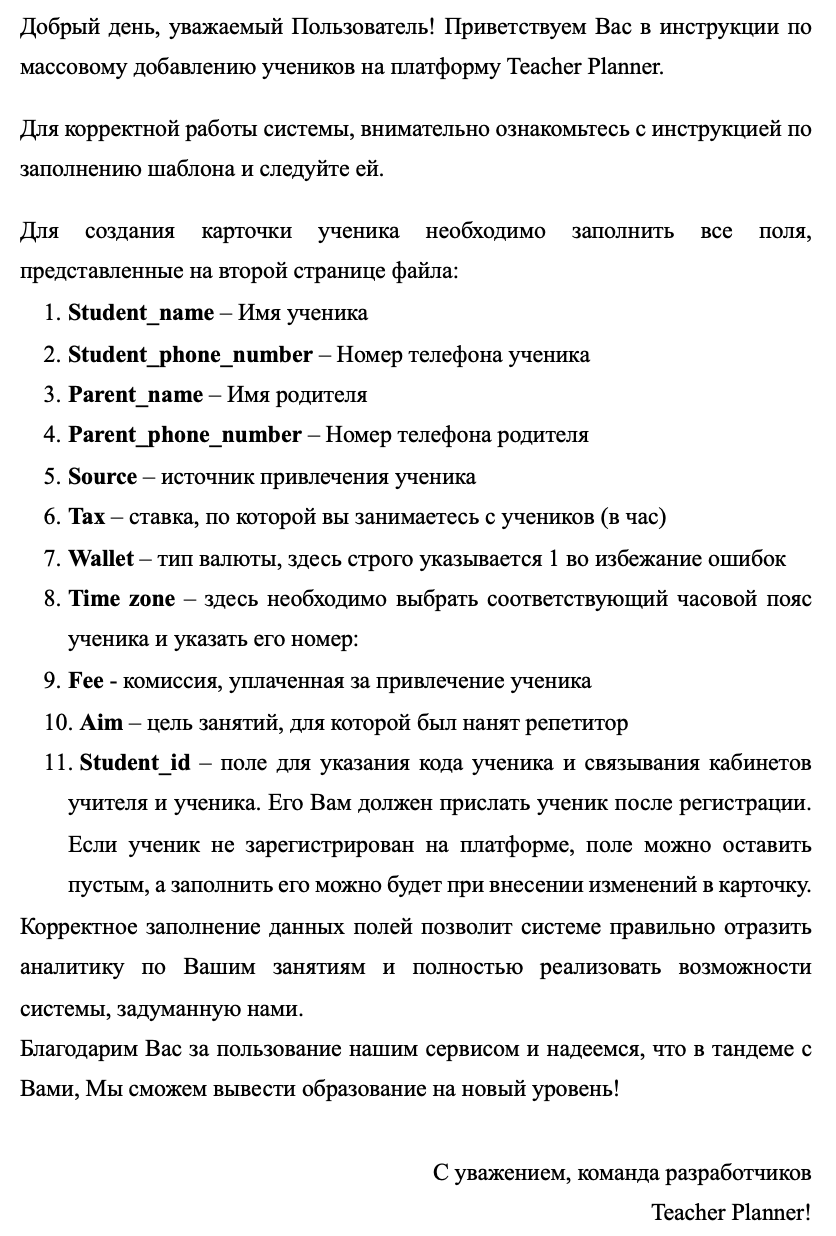 Добрый день, уважаемый Пользователь! Приветствуем Вас в инструкции по
массовому добавлению учеников на платформу Teacher Planner.
Для корректной работы системы, внимательно ознакомьтесь с инструкцией по
заполнению шаблона и следуйте ей.
Для создания карточки ученика необходимо заполнить все поля,
представленные на второй странице файла:
1. Student_name – Имя ученика
2. Student_phone_number – Номер телефона ученика
3. Parent_name – Имя родителя
4. Parent_phone_number – Номер телефона родителя
5. Source – источник привлечения ученика
6. Tax – ставка, по которой вы занимаетесь с учеников (в час)
7. Wallet – тип валюты, здесь строго указывается 1 во избежание ошибок
8. Time zone – здесь необходимо выбрать соответствующий часовой пояс
ученика и указать его номер:
9. Fee - комиссия, уплаченная за привлечение ученика
10. Aim – цель занятий, для которой был нанят репетитор
11. Student_id – поле для указания кода ученика и связывания кабинетов
учителя и ученика. Его Вам должен прислать ученик после регистрации.
Если ученик не зарегистрирован на платформе, поле можно оставить
пустым, а заполнить его можно будет при внесении изменений в карточку.
Корректное заполнение данных полей позволит системе правильно отразить
аналитику по Вашим занятиям и полностью реализовать возможности
системы, задуманную нами.
Благодарим Вас за пользование нашим сервисом и надеемся, что в тандеме с
Вами, Мы сможем вывести образование на новый уровень!
С уважением, команда разработчиков
Teacher Planner!